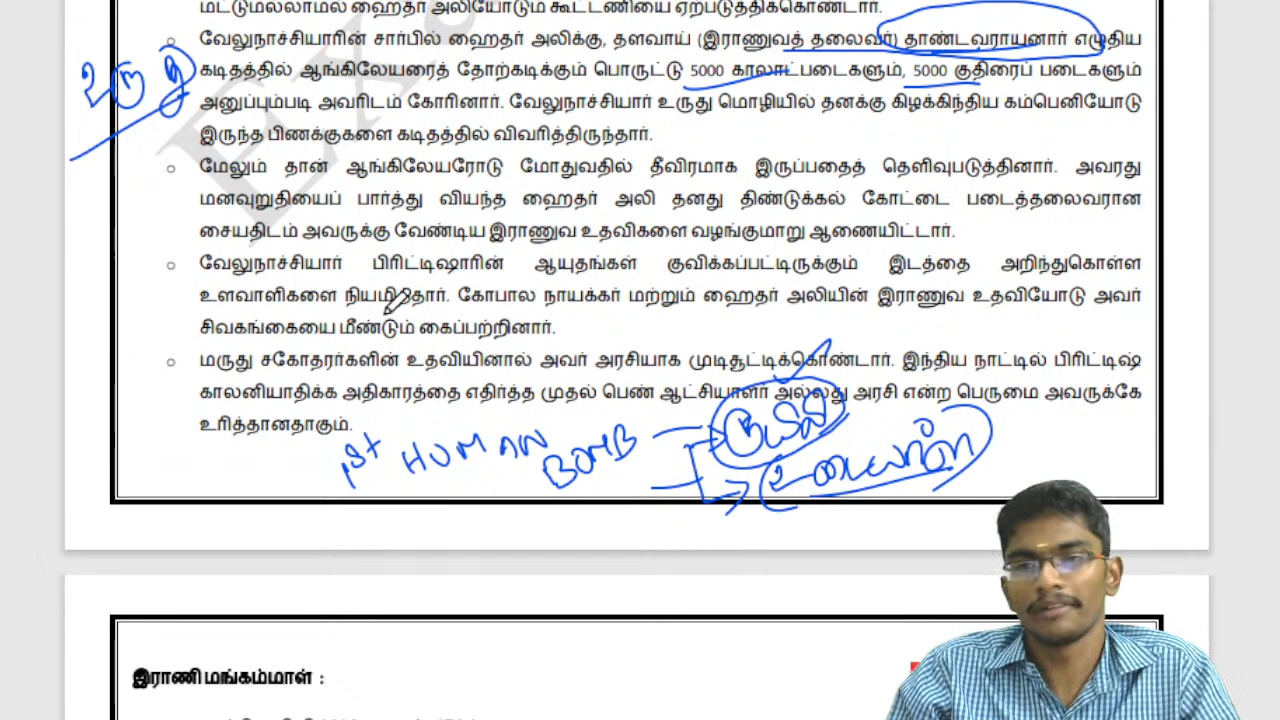 மட்டுமல்லாமல் ஹைதர் அலியோடும் கூட்டணியை ஏற்படுத்திக்கொண்டார்.
வேலுநாச்சியாரின் சார்பில் ஹைதர் அலிக்கு, தளவாய் (இராணுவத் தலைவர்) தாண்டவராயனார் எழுதிய
கடிதத்தில் ஆங்கிலேயரைத் தோற்கடிக்கும் பொருட்டு 5000 காலாட்படைகளும், 5000 குதிரைப் படைகளும்
உருது
அனுப்பும்படி அவரிடம் கோரினார். வேலுநாச்சியார் உருது மொழியில் தனக்கு கிழக்கிந்திய கம்பெனியோடு
இருந்த பிணக்குகளை கடிதத்தில் விவரித்திருந்தார்.
மேலும் தான் ஆங்கிலேயரோடு மோதுவதில் தீவிரமாக இருப்பதைத் தெளிவுபடுத்தினார். அவரது
மனவுறுதியைப் பார்த்து வியந்த ஹைதர் அலி தனது திண்டுக்கல் கோட்டை படைத்தலைவரான
சையதிடம் அவருக்கு வேண்டிய இராணுவ உதவிகளை வழங்குமாறு ஆணையிட்டார்.
வேலுநாச்சியார் பிரிட்டிஷாரின் ஆயுதங்கள் குவிக்கப்பட்டிருக்கும் இடத்தை அறிந்துகொள்ள
உளவாளிகளை நியமித்தார். கோபால நாயக்கர் மற்றும் ஹைதர் அலியின் இராணுவ உதவியோடு அவர்
சிவகங்கையை மீண்டும் கைப்பற்றினார்.
மருது சகோதரர்களின் உதவியினால் அவர் அரசியாக முடிசூட்டிக்கொண்டார். இந்திய நாட்டில் பிரிட்டிஷ்
காலனியாதிக்க அதிகாரத்தை எதிர்த்த முதல் பெண் ஆட்சியாளர் அல்லது அரசி என்ற பெருமை அவருக்கே
உரித்தானதாகும்.
குயிலி
1st HUMAN BOMB
உடையாள்
இராணி மங்கம்மாள் :